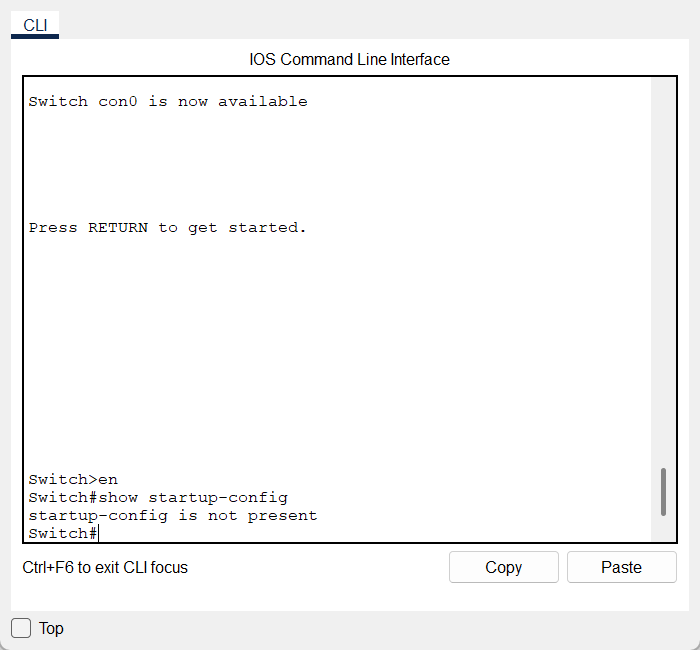 CLI
IOS Command Line Interface
Switch con0 is now available
Press RETURN to get started.
Switch>en
Switch#show startup-config
startup-config is not present
Switch#
Ctrl+F6 to exit CLI focus
Copy
Paste
Top